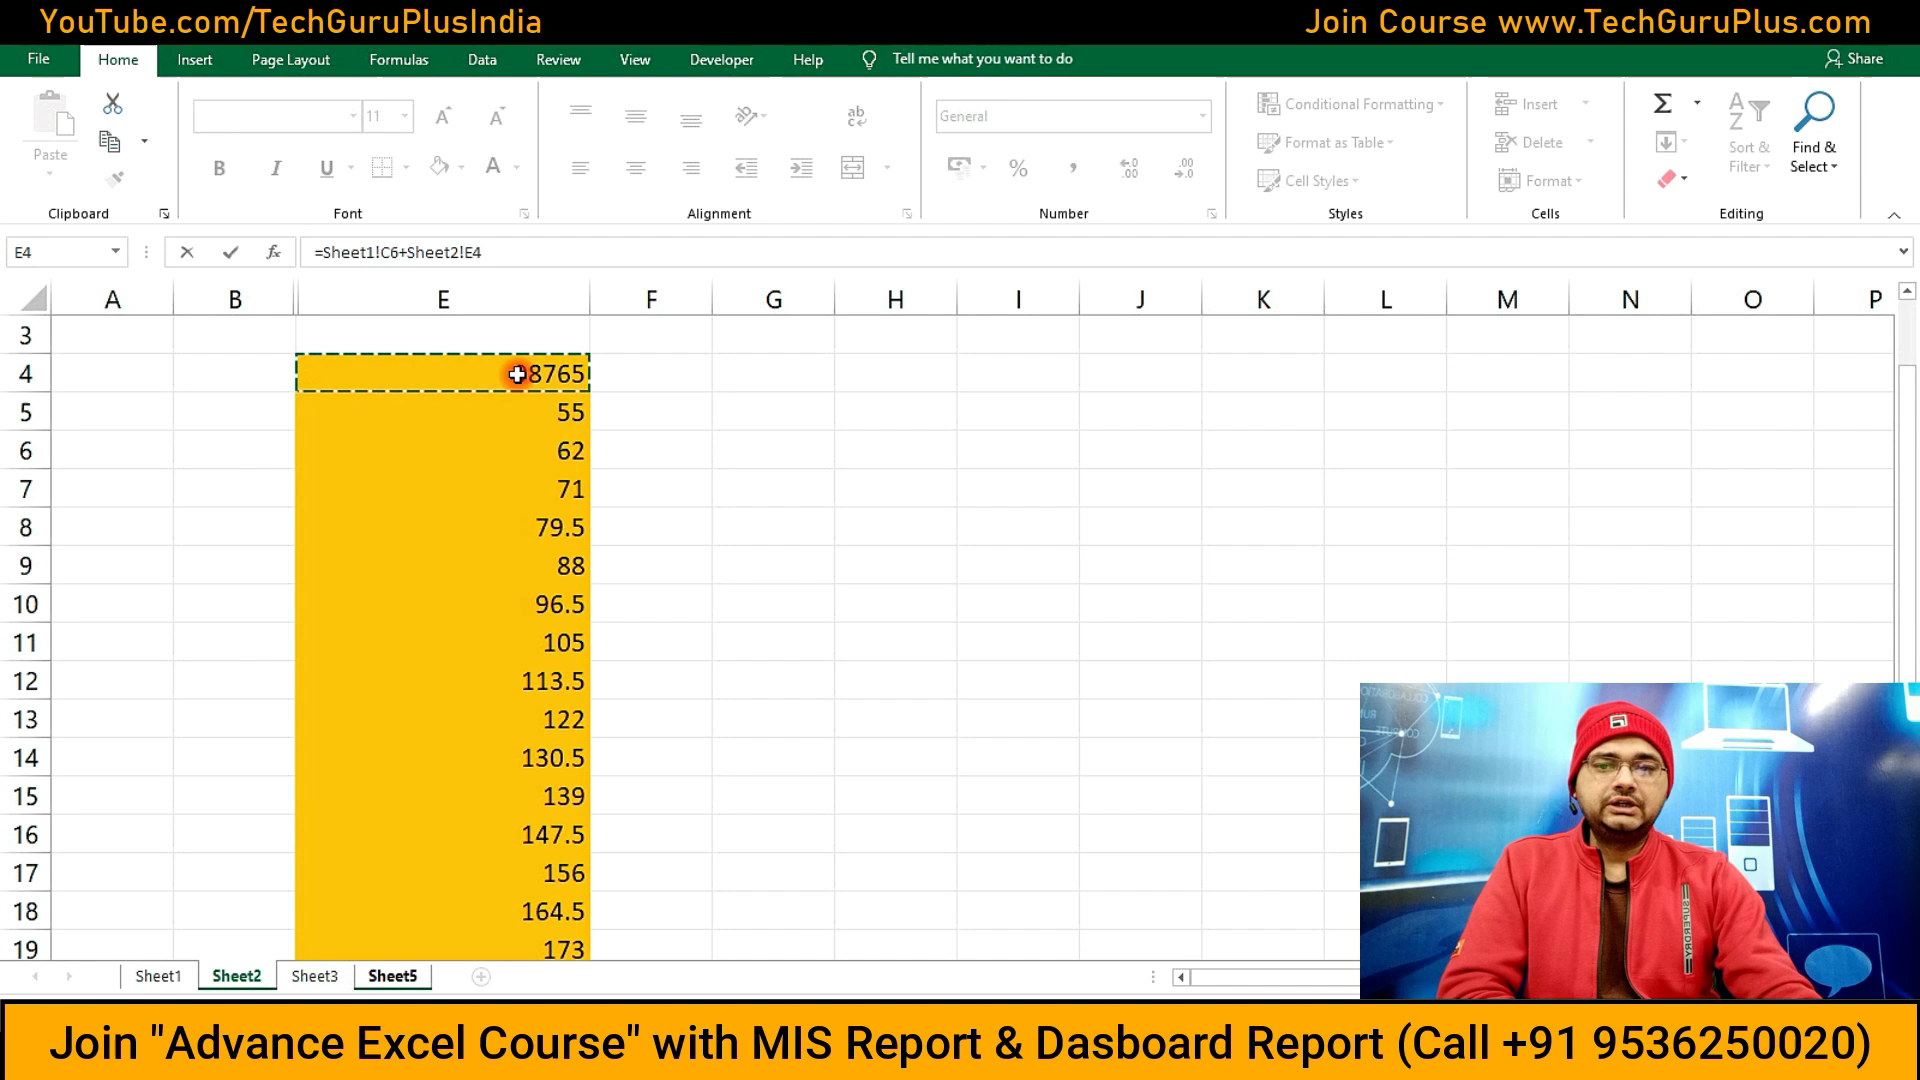 YouTube.com/TechGuruPlusIndia
Join Course www.TechGuruPlus.com
File Home Insert Page Layout Formulas Data Review View Developer Help Tell me what you want to do Share
Paste
11
General
Conditional Formatting
Format as Table
Cell Styles
Insert
Delete
Format
Sort & Filter
Find & Select
Clipboard Font Alignment Number Styles Cells Editing
E4
=Sheet1!C6+Sheet2!E4
A B E F G H I J K L M N O P
3
4 8765
5 55
6 62
7 71
8 79.5
9 88
10 96.5
11 105
12 113.5
13 122
14 130.5
15 139
16 147.5
17 156
18 164.5
19 173
Sheet1 Sheet2 Sheet3 Sheet5
SUPERDRY
Join "Advance Excel Course" with MIS Report & Dasboard Report (Call +91 9536250020)